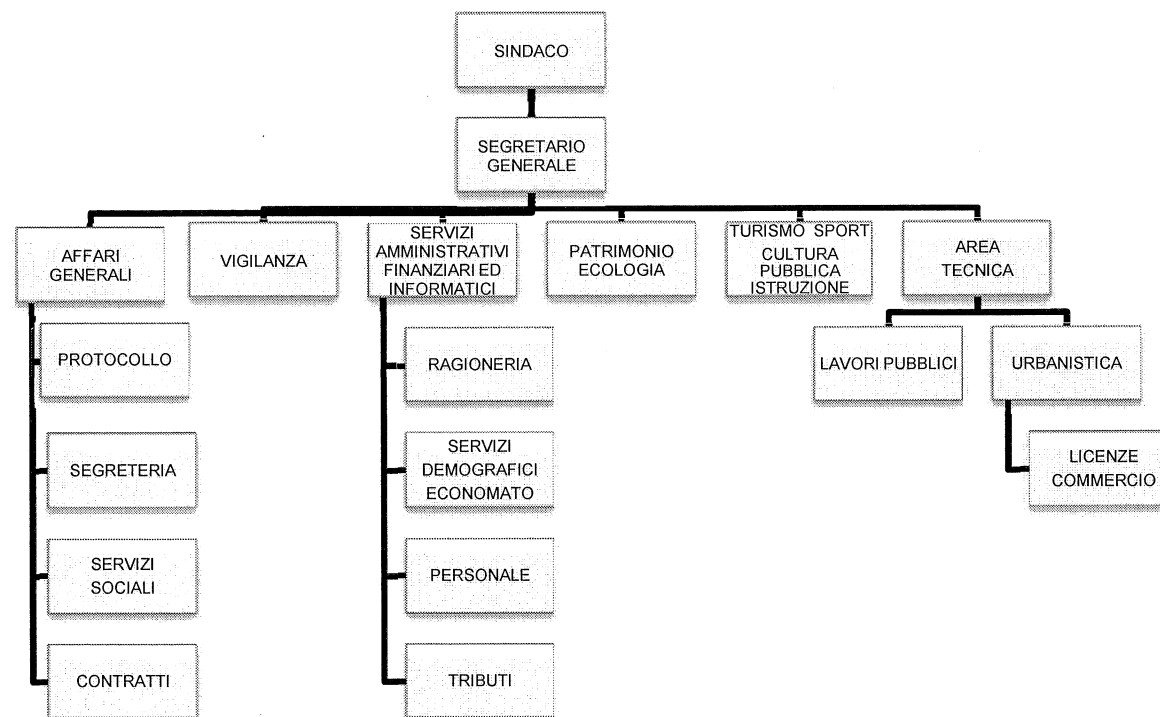 SINDACO
SEGRETARIO
GENERALE
AFFARI
GENERALI
VIGILANZA
SERVIZI
AMMINISTRATIVI
FINANZIARI ED
INFORMATICI
PATRIMONIO
ECOLOGIA
TURISMO SPORT
CULTURA
PUBBLICA
ISTRUZIONE
AREA
TECNICA
PROTOCOLLO
SEGRETERIA
SERVIZI
SOCIALI
CONTRATTI
RAGIONERIA
SERVIZI
DEMOGRAFICI
ECONOMATO
PERSONALE
TRIBUTI
LAVORI PUBBLICI
URBANISTICA
LICENZE
COMMERCIO